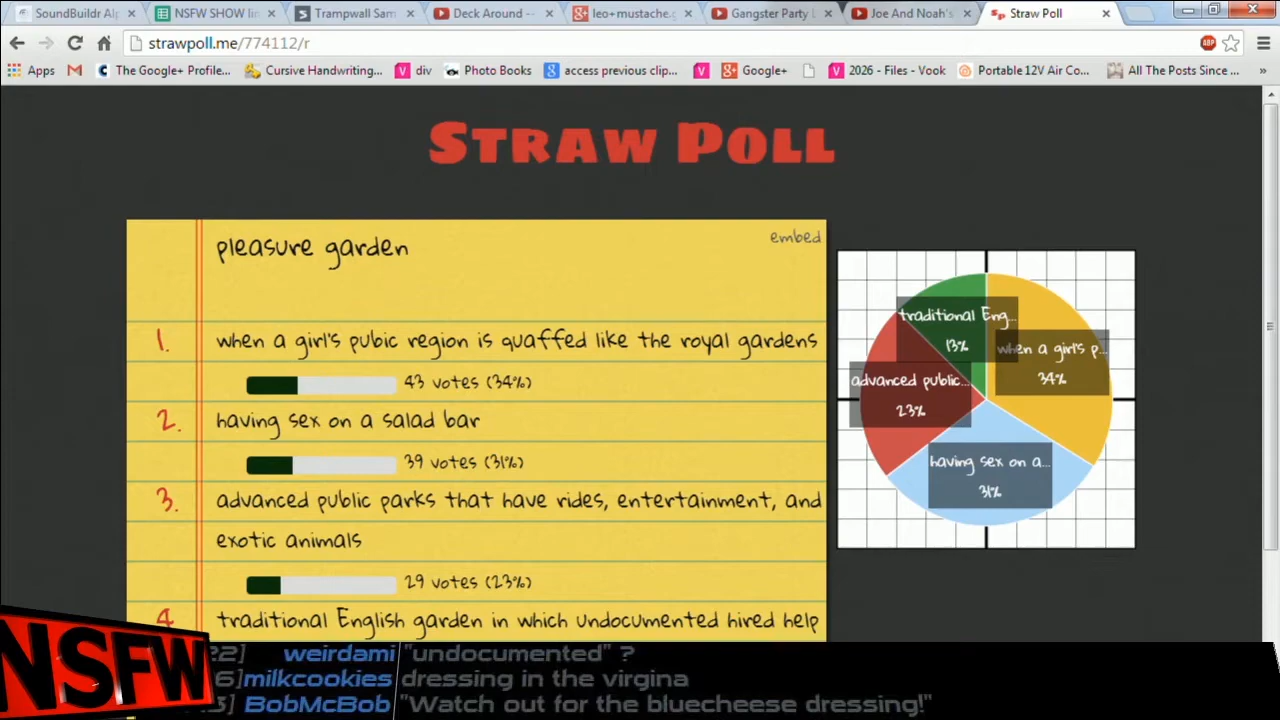 SoundBuildr Al
NSFW SHOW lin
Trampwall Sam
Deck Around --
leo+mustache.g
Gangster Party L
Joe And Noah's
Straw Poll
strawpoll.me/774112/r
ABP
Apps
The Google+ Profile...
Cursive Handwriting...
div
Photo Books
access previous clip...
Google+
2026 - Files - Vook
Portable 12V Air Co...
All The Posts Since ...
»
STRAW POLL
pleasure garden
embed
1. when a girl's pubic region is quaffed like the royal gardens
43 votes (34%)
2. having sex on a salad bar
39 votes (31%)
3. advanced public parks that have rides, entertainment, and
exotic animals
29 votes (23%)
4 traditional English garden in which undocumented hired help
traditional Eng...
13%
when a girl's p...
34%
advanced public...
23%
having sex on a...
31%
NSFW
22] weirdami "undocumented" ?
6]milkcookies dressing in the virgina
3] BobMcBob "Watch out for the bluecheese dressing!"